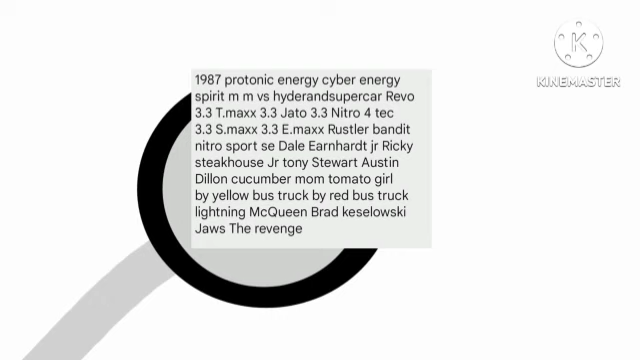 1987 protonic energy cyber energy
spirit m m vs hyderandsupercar Revo
3.3 T.maxx 3.3 Jato 3.3 Nitro 4 tec
3.3 S.maxx 3.3 E.maxx Rustler bandit
nitro sport se Dale Earnhardt jr Ricky
steakhouse Jr tony Stewart Austin
Dillon cucumber mom tomato girl
by yellow bus truck by red bus truck
lightning McQueen Brad keselowski
Jaws The revenge
K
KINEMASTER